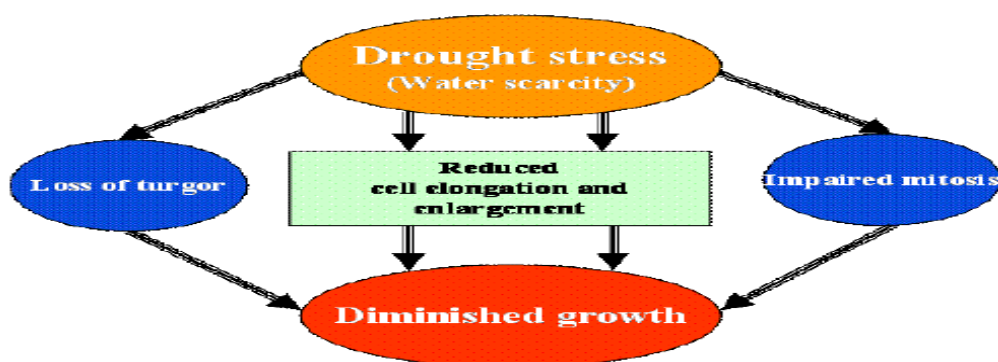 Drought stress
(Water scarcity)
Loss of turgor
Reduced
cell elongation and
enlargement
Impaired mitosis
Diminished growth